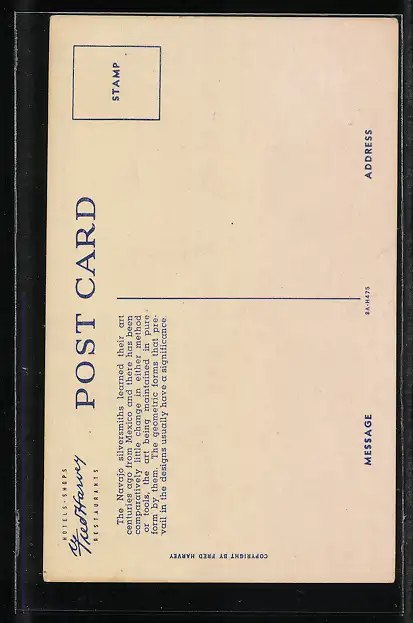 HOTELS · SHOPS
Fred Harvey
RESTAURANTS
POST CARD
STAMP
The Navajo silversmiths learned their art
centuries ago from Mexico and there has been
comparatively little change in either method
or tools, the art being maintained in pure
form by them. The geometric forms that pre-
vail in the designs usually have a significance.
COPYRIGHT BY FRED HARVEY
MESSAGE
8A-H475
ADDRESS